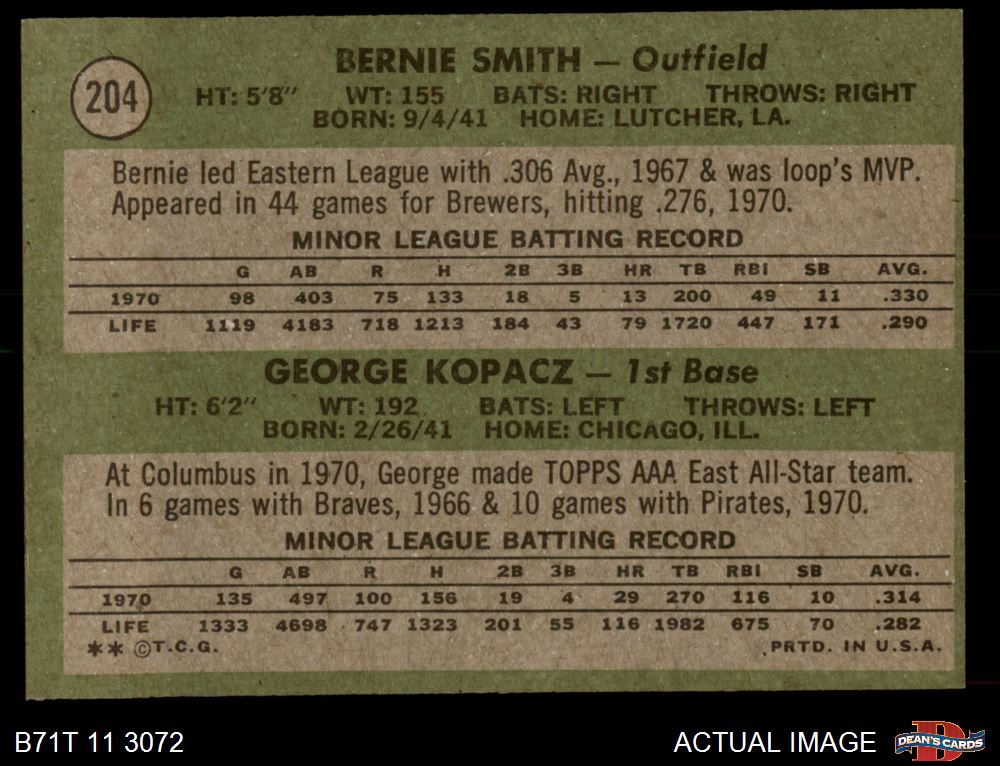 204
BERNIE SMITH — Outfield
HT: 5'8" WT: 155 BATS: RIGHT THROWS: RIGHT
BORN: 9/4/41 HOME: LUTCHER, LA.
Bernie led Eastern League with .306 Avg., 1967 & was loop's MVP.
Appeared in 44 games for Brewers, hitting .276, 1970.
MINOR LEAGUE BATTING RECORD
G AB R H 2B 3B HR TB RBI SB AVG.
1970 98 403 75 133 18 5 13 200 49 11 .330
LIFE 1119 4183 718 1213 184 43 79 1720 447 171 .290
GEORGE KOPACZ — 1st Base
HT: 6'2" WT: 192 BATS: LEFT THROWS: LEFT
BORN: 2/26/41 HOME: CHICAGO, ILL.
At Columbus in 1970, George made TOPPS AAA East All-Star team.
In 6 games with Braves, 1966 & 10 games with Pirates, 1970.
MINOR LEAGUE BATTING RECORD
G AB R H 2B 3B HR TB RBI SB AVG.
1970 135 497 100 156 19 4 29 270 116 10 .314
LIFE 1333 4698 747 1323 201 55 116 1982 675 70 .282
** ©T.C.G. PRTD. IN U.S.A.
B71T 11 3072 ACTUAL IMAGE DEAN'S CARDS